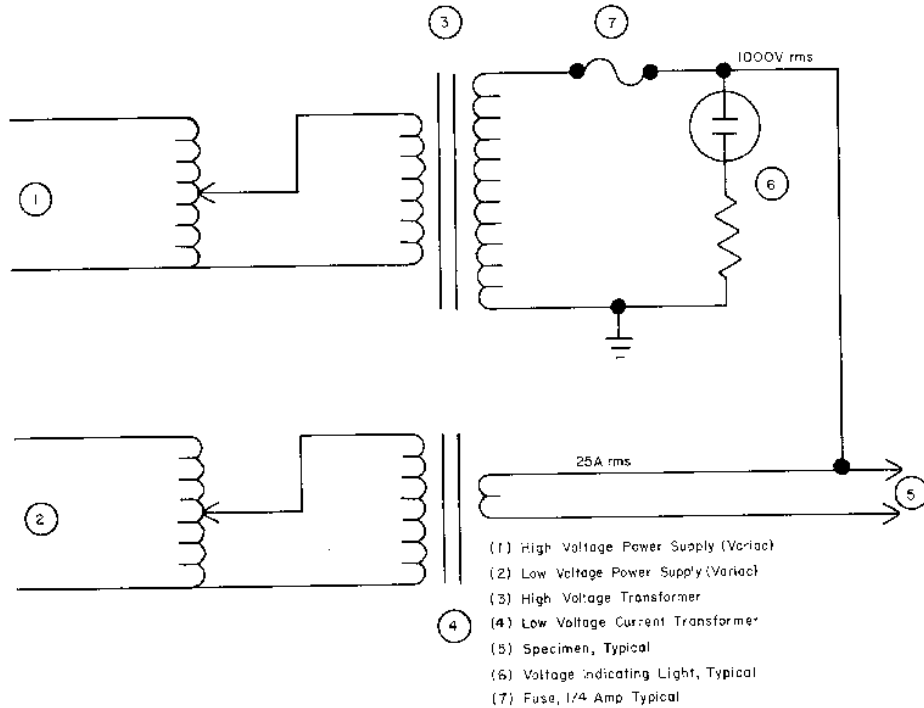 3
7
1000V rms
1
6
25A rms
5
2
(1) High Voltage Power Supply (Variac)
(2) Low Voltage Power Supply (Variac)
(3) High Voltage Transformer
4
(4) Low Voltage Current Transformer
(5) Specimen, Typical
(6) Voltage Indicating Light, Typical
(7) Fuse, 1/4 Amp Typical